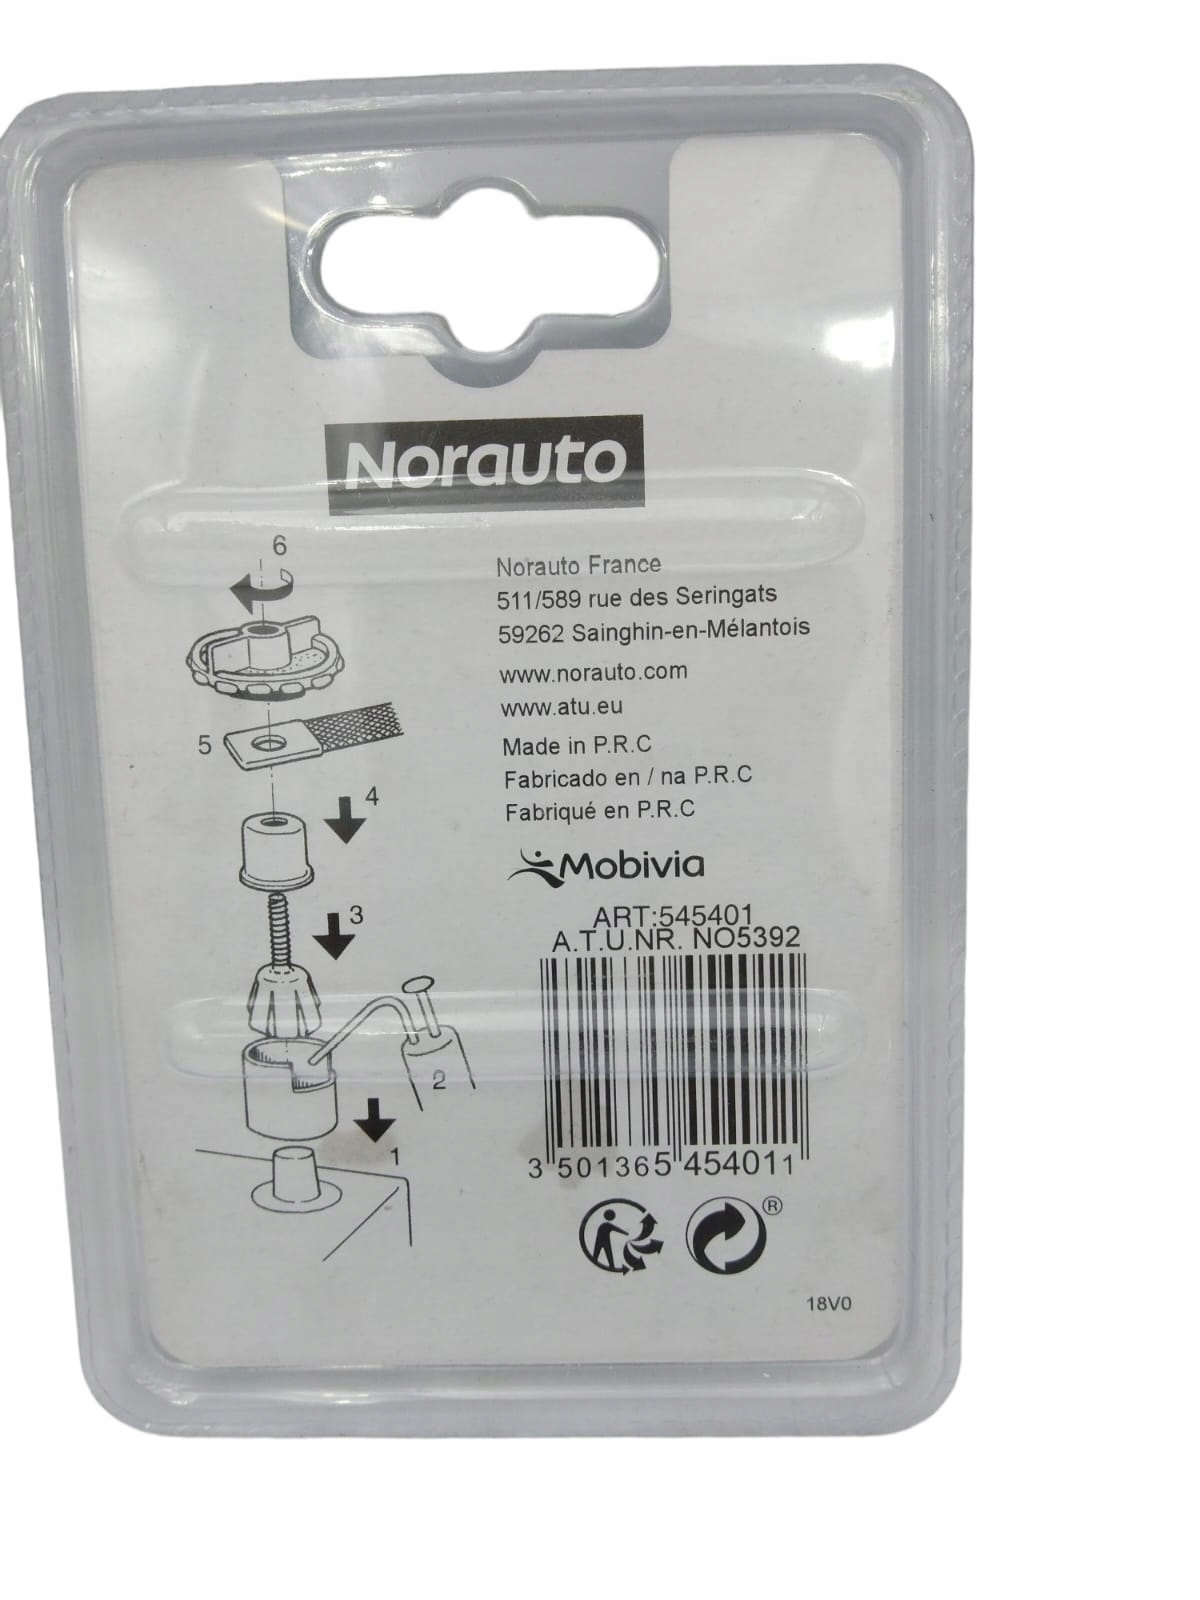 Norauto
6
5
4
3
2
1
Norauto France
511/589 rue des Seringats
59262 Sainghin-en-Mélantois
www.norauto.com
www.atu.eu
Made in P.R.C
Fabricado en / na P.R.C
Fabriqué en P.R.C
Mobivia
ART:545401
A.T.U.NR. NO5392
3 501365 454011
®
18V0